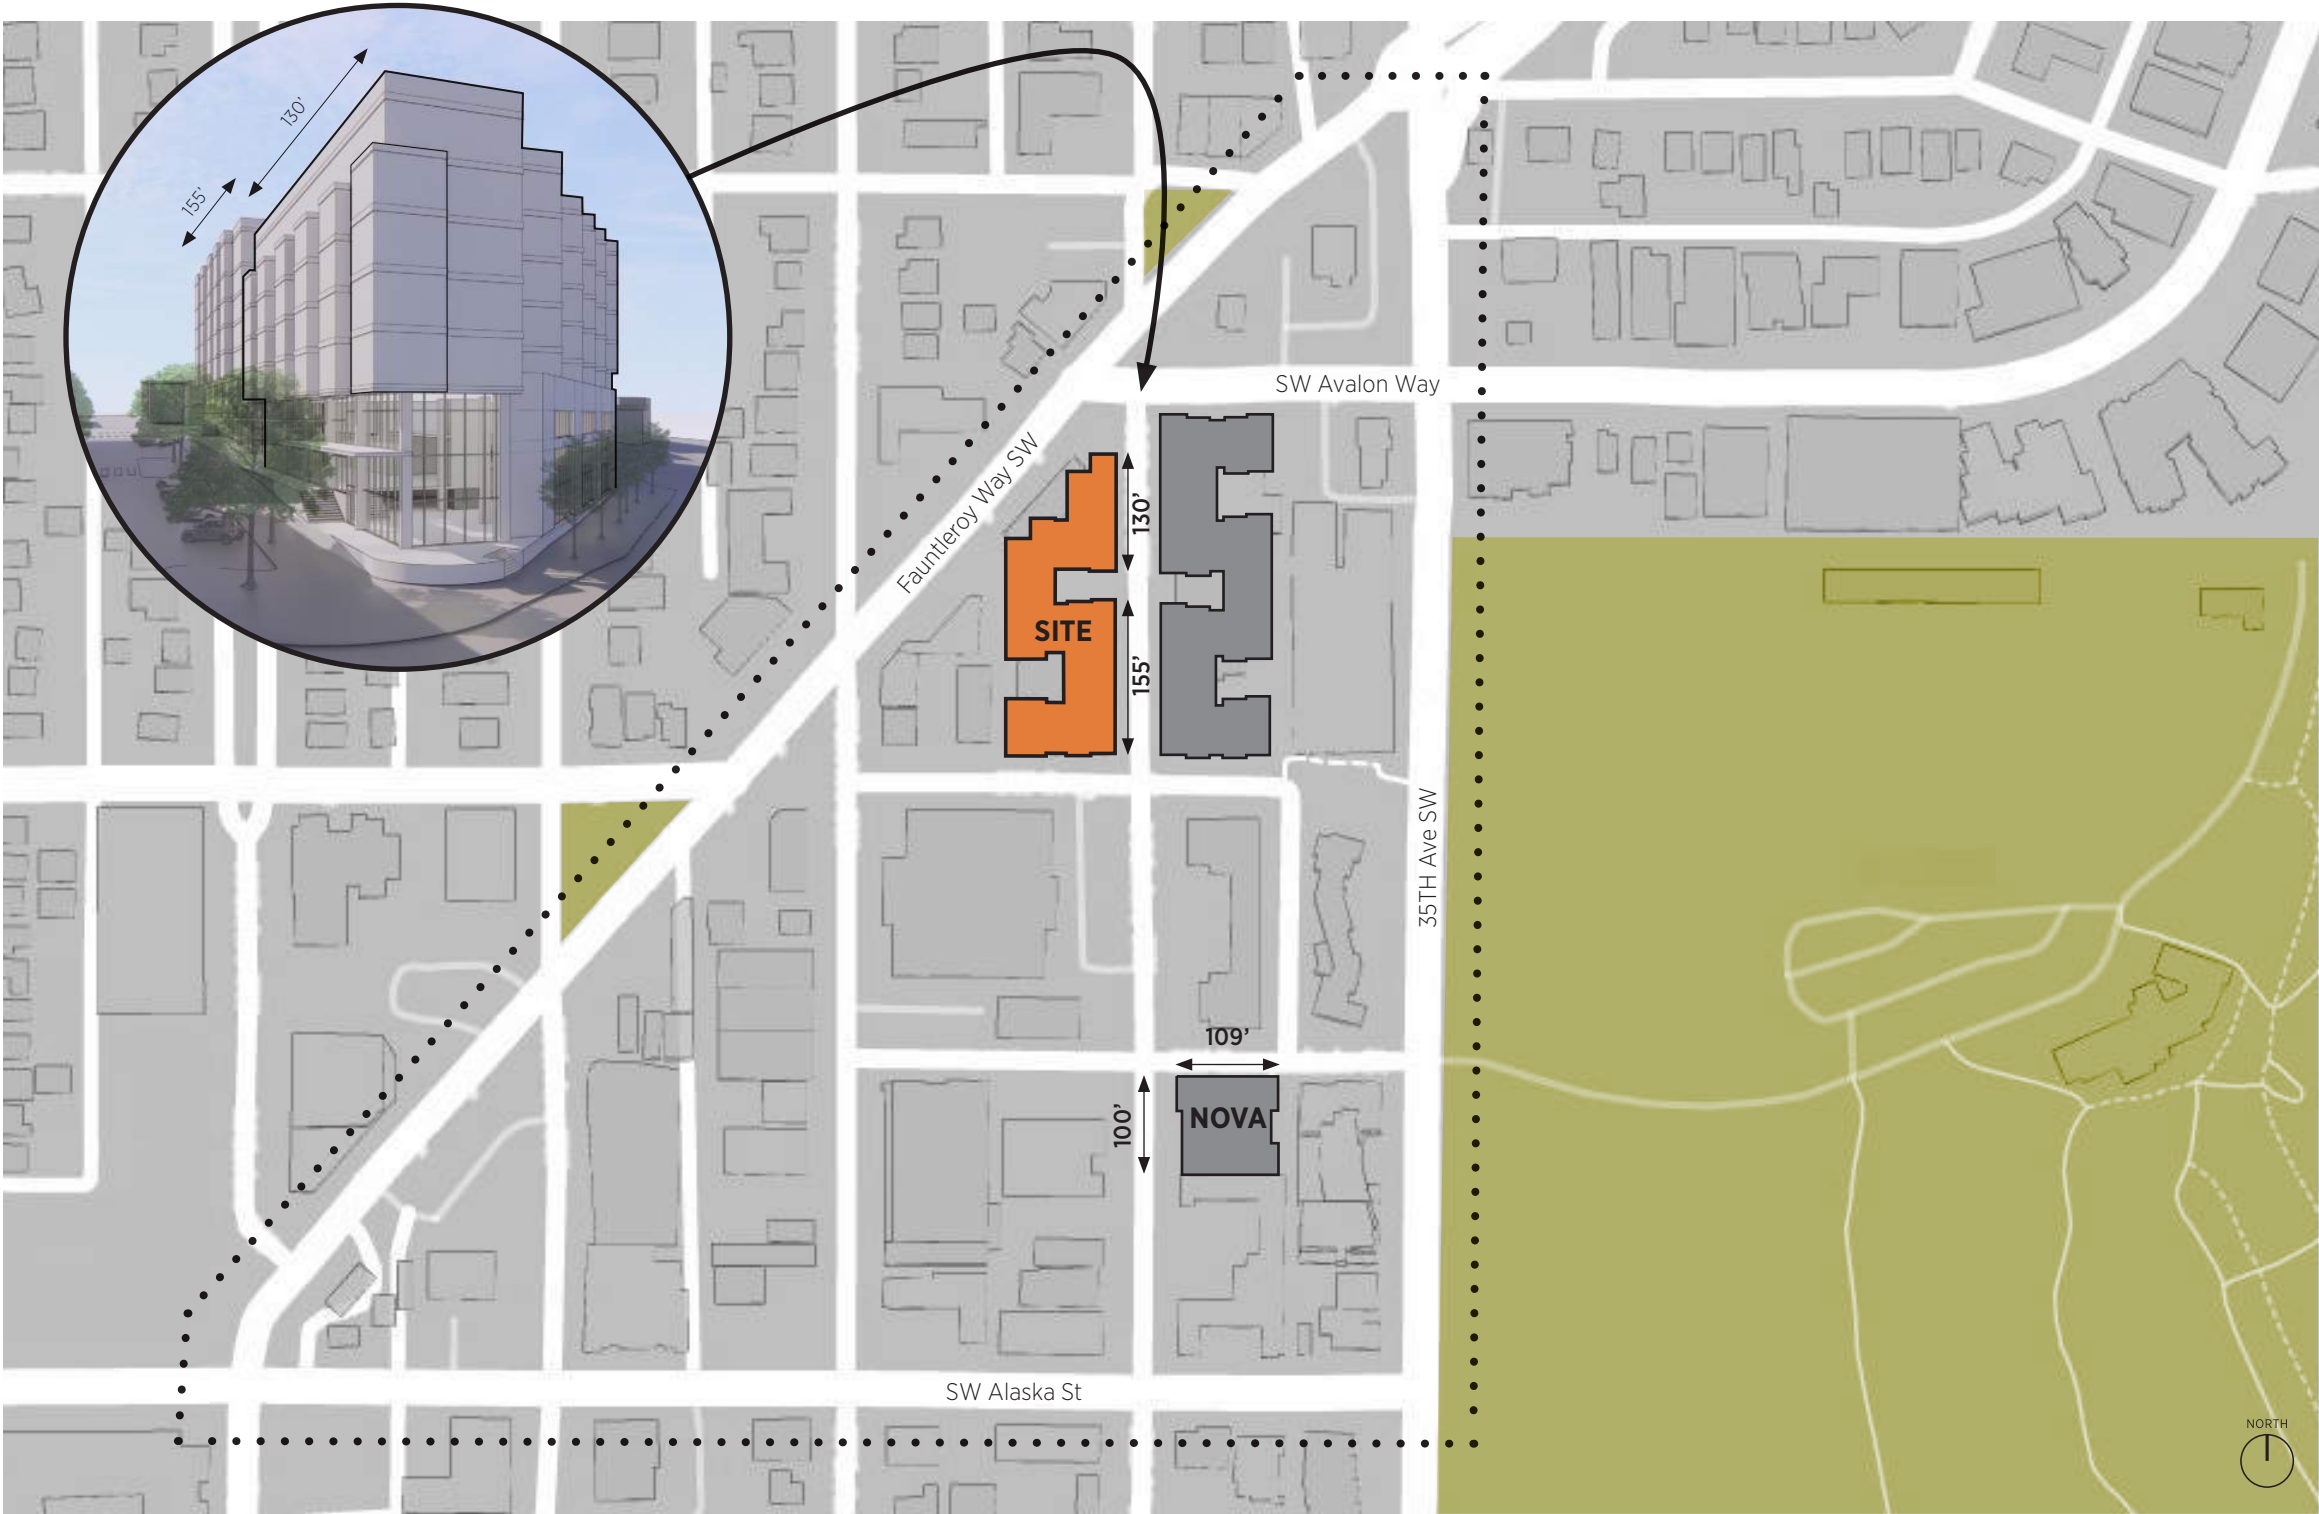 130'
155'
SW Avalon Way
Fauntleroy Way SW
130'
SITE
155'
35TH Ave SW
109'
100'
NOVA
SW Alaska St
NORTH